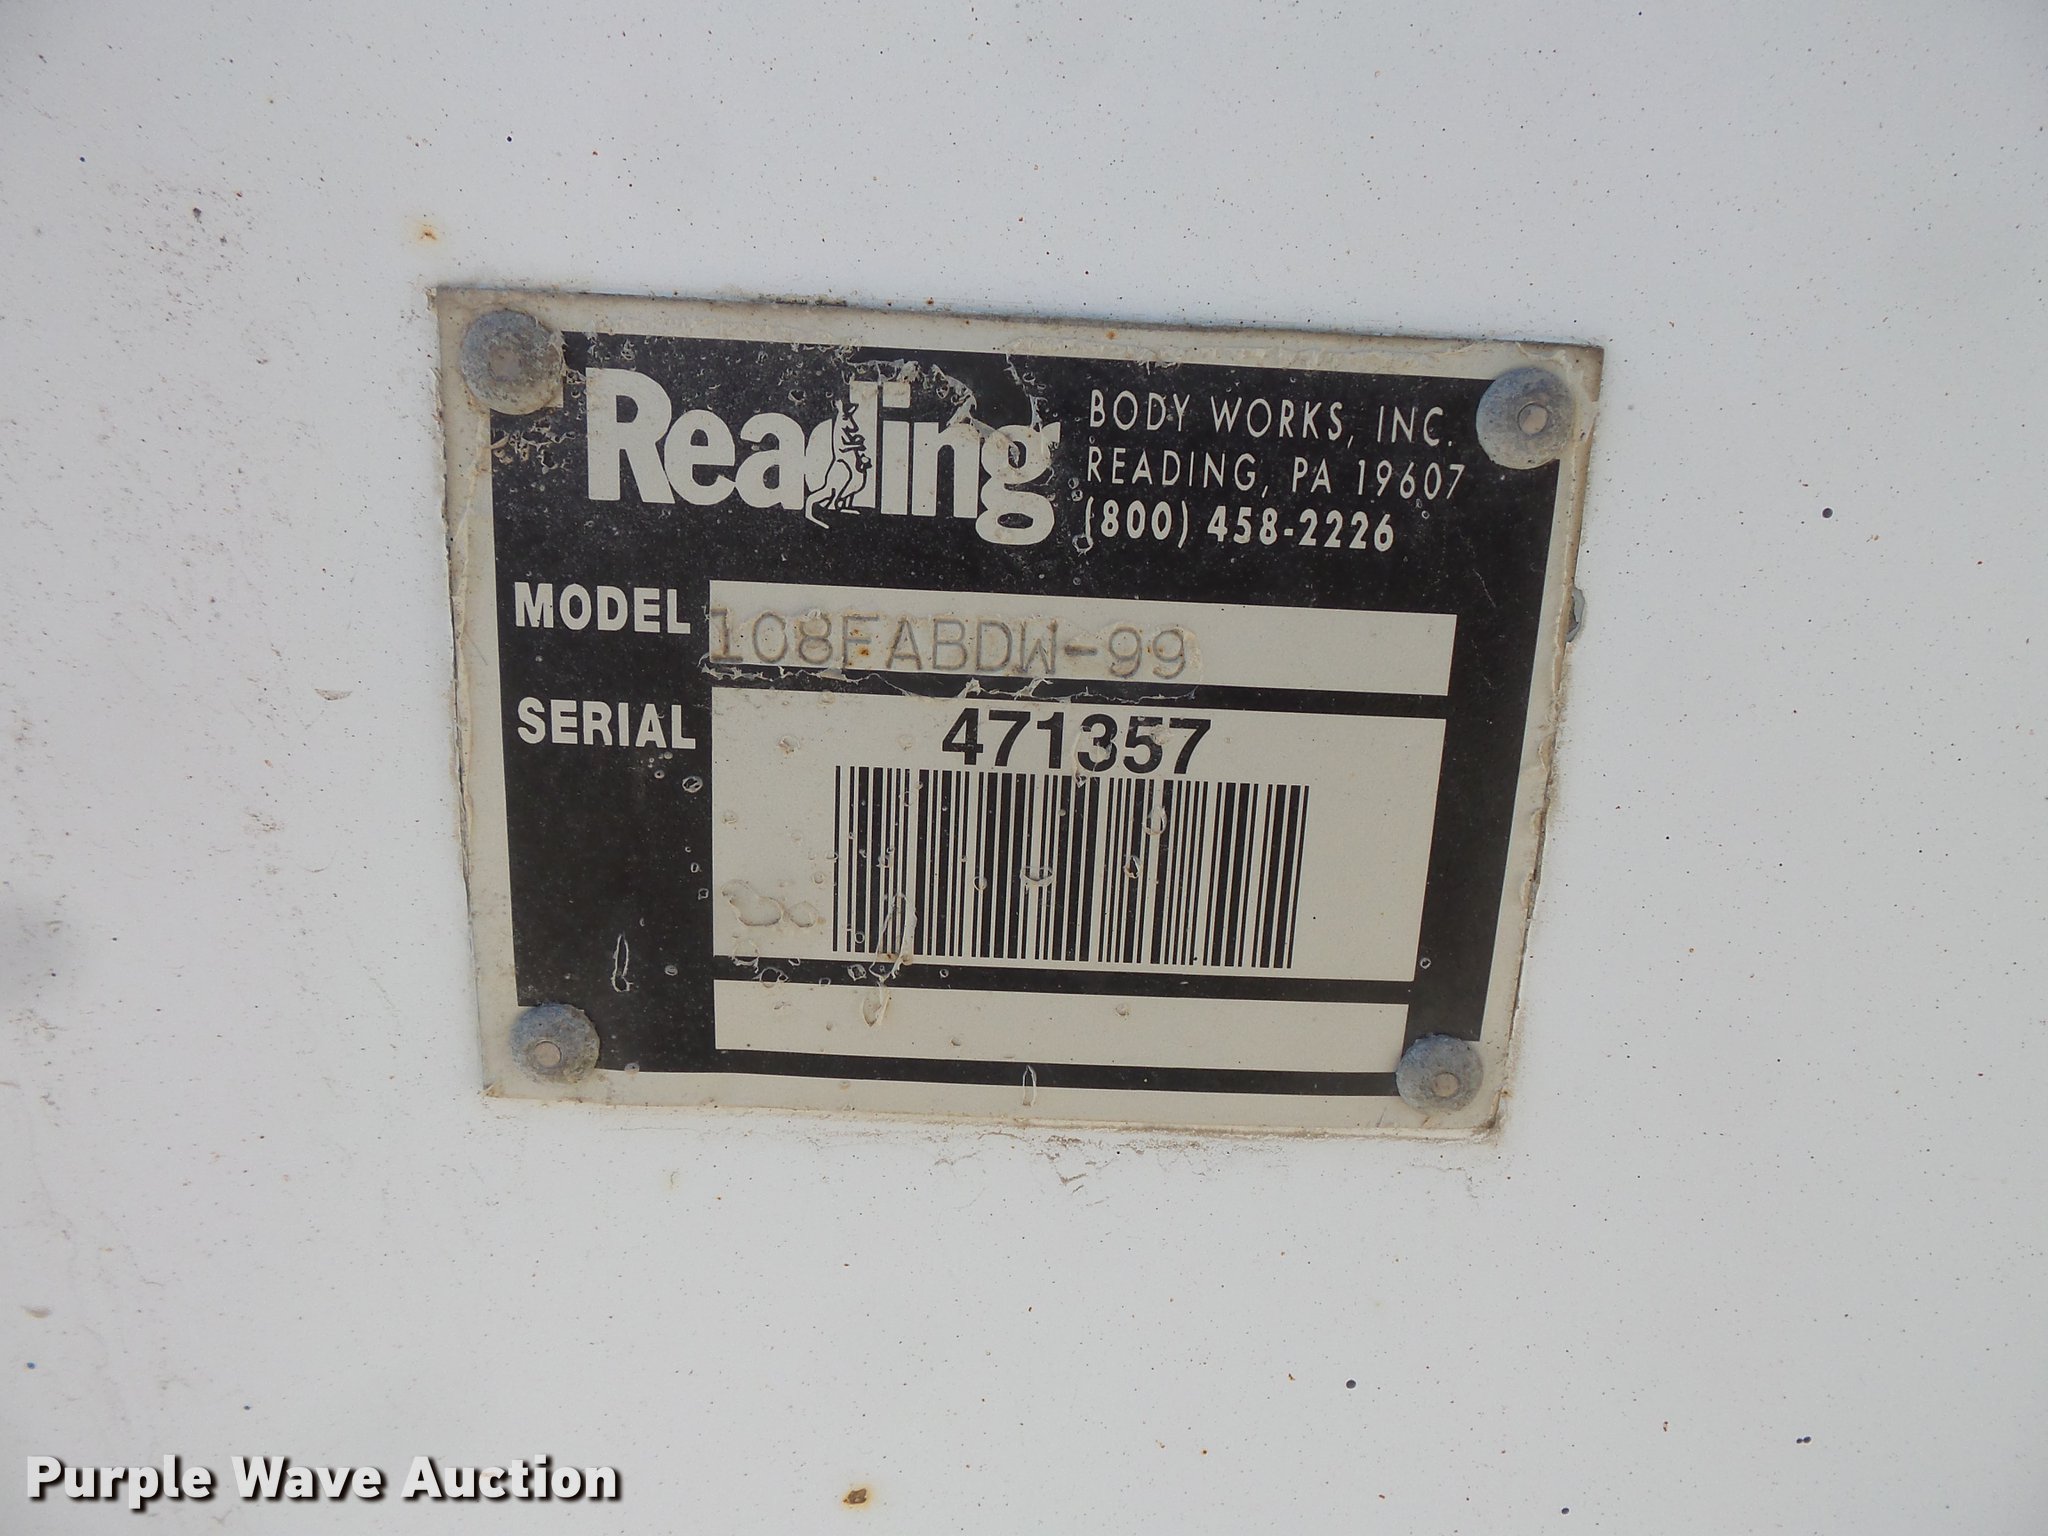 Reading
BODY WORKS, INC.
READING, PA 19607
(800) 458-2226
MODEL 108FABDW-99
SERIAL 471357
Purple Wave Auction